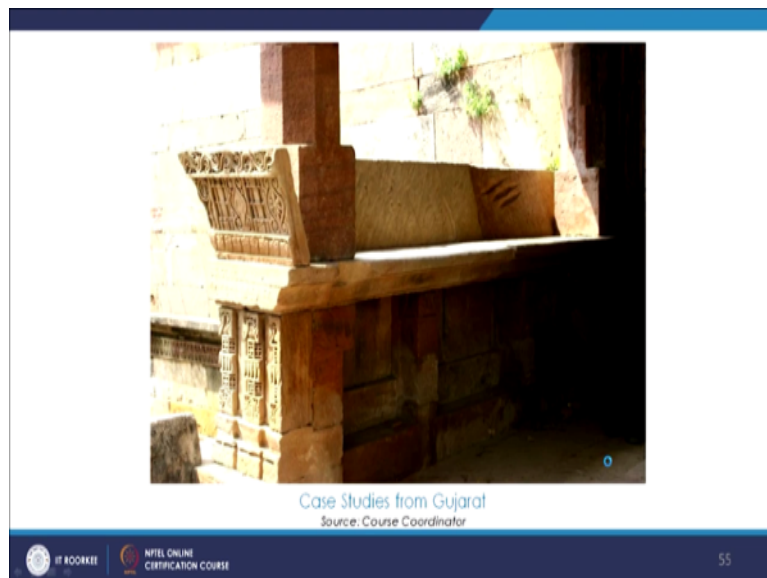 Case Studies from Gujarat
Source: Course Coordinator
IIT ROORKEE
NPTEL ONLINE
CERTIFICATION COURSE
55